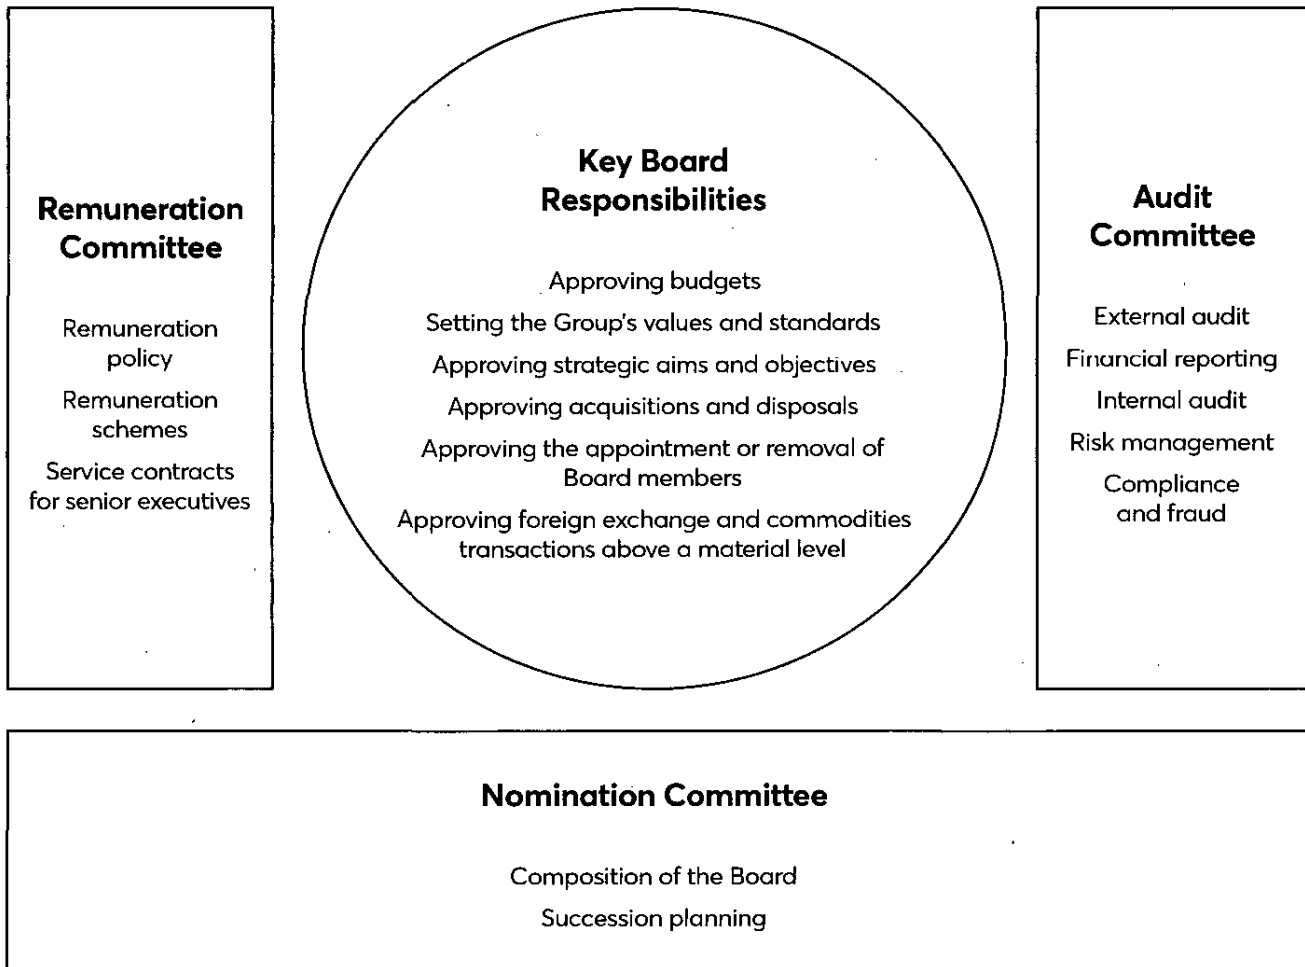 Remuneration
Committee
Remuneration
policy
Remuneration
schemes
Service contracts
for senior executives
Key Board
Responsibilities
Approving budgets
Setting the Group's values and standards
Approving strategic aims and objectives
Approving acquisitions and disposals
Approving the appointment or removal of
Board members
Approving foreign exchange and commodities
transactions above a material level
Audit
Committee
External audit
Financial reporting
Internal audit
Risk management
Compliance
and fraud
Nomination Committee
Composition of the Board
Succession planning